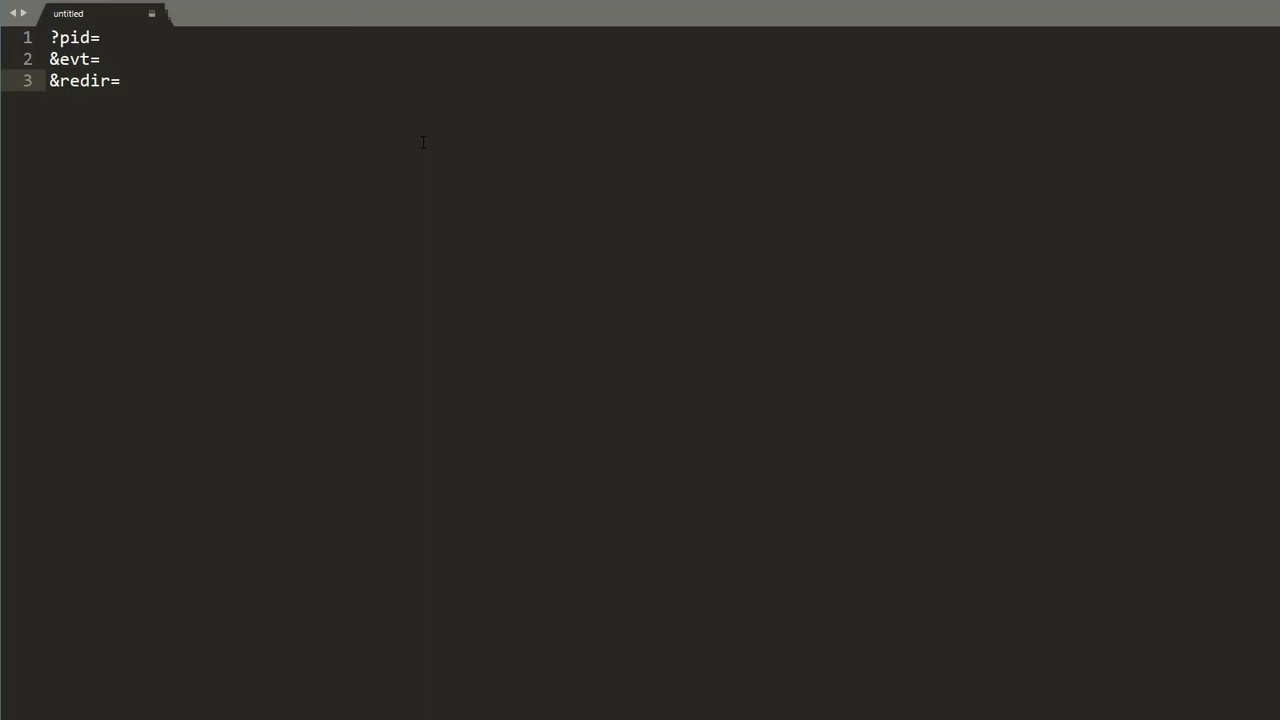 untitled
1 ?pid=
2 &evt=
3 &redir=